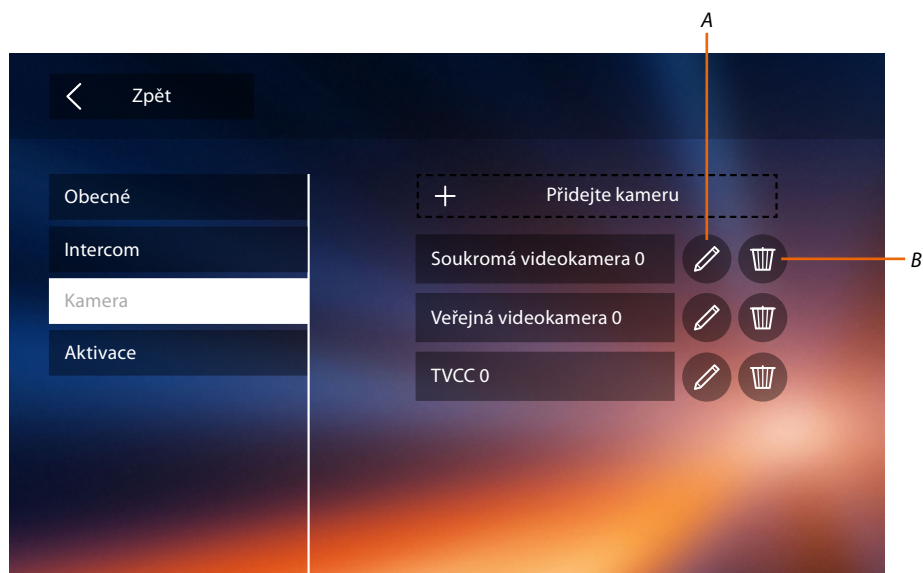 A
Zpět
Obecné
Intercom
Kamera
Aktivace
Přidejte kameru
Soukromá videokamera 0
B
Veřejná videokamera 0
TVCC 0